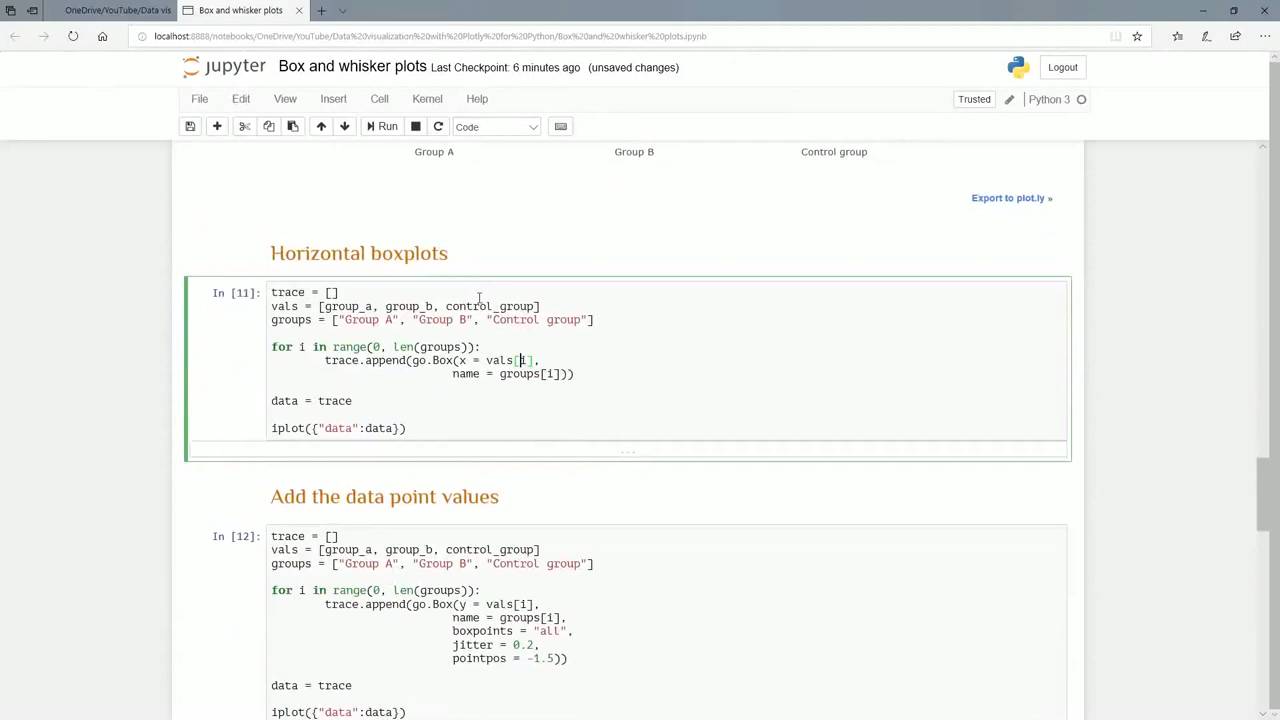 OneDrive/YouTube/Data vis
Box and whisker plots
localhost:8888/notebooks/OneDrive/YouTube/Data%20visualization%20with%20Plotly%20for%20Python/Box%20and%20whisker%20plots.ipynb
jupyter Box and whisker plots Last Checkpoint: 6 minutes ago (unsaved changes)
Logout
File Edit View Insert Cell Kernel Help
Trusted
Python 3
Run
Code
Group A Group B Control group
Export to plot.ly »
Horizontal boxplots
In [11]: trace = []
vals = [group_a, group_b, control_group]
groups = ["Group A", "Group B", "Control group"]
for i in range(0, len(groups)):
trace.append(go.Box(x = vals[i],
name = groups[i]))
data = trace
iplot({"data":data})
...
Add the data point values
In [12]: trace = []
vals = [group_a, group_b, control_group]
groups = ["Group A", "Group B", "Control group"]
for i in range(0, len(groups)):
trace.append(go.Box(y = vals[i],
name = groups[i],
boxpoints = "all",
jitter = 0.2,
pointpos = -1.5))
data = trace
iplot({"data":data})